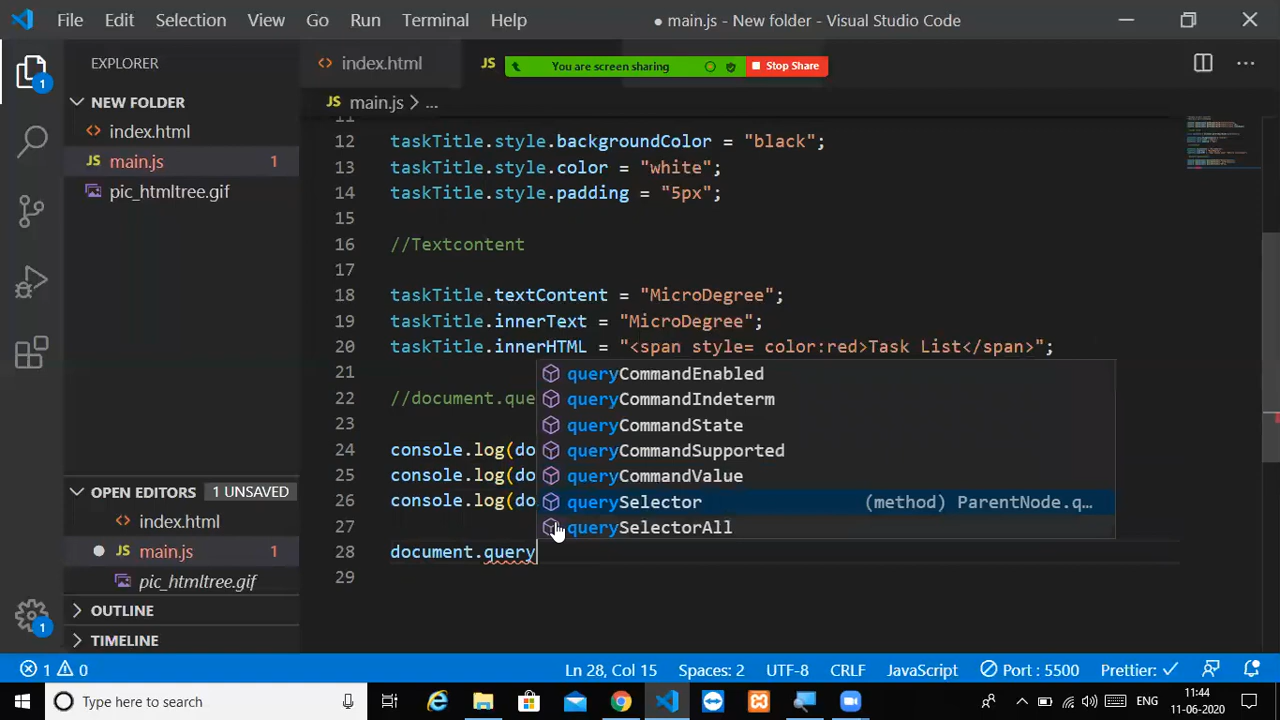 File Edit Selection View Go Run Terminal Help
● main.js - New folder - Visual Studio Code
EXPLORER
NEW FOLDER
index.html
main.js 1
pic_htmltree.gif
OPEN EDITORS 1 UNSAVED
index.html
main.js 1
pic_htmltree.gif
OUTLINE
TIMELINE
1
1
index.html
JS
You are screen sharing
Stop Share
JS main.js > ...
11
12 taskTitle.style.backgroundColor = "black";
13 taskTitle.style.color = "white";
14 taskTitle.style.padding = "5px";
15
16 //Textcontent
17
18 taskTitle.textContent = "MicroDegree";
19 taskTitle.innerText = "MicroDegree";
20 taskTitle.innerHTML = "<span style= color:red>Task List</span>";
21
22 //document.que
23
24 console.log(do
25 console.log(do
26 console.log(do
27
28 document.query
29
queryCommandEnabled
queryCommandIndeterm
queryCommandState
queryCommandSupported
queryCommandValue
querySelector (method) ParentNode.q…
querySelectorAll
1 0 Ln 28, Col 15 Spaces: 2 UTF-8 CRLF JavaScript Port : 5500 Prettier: ✓
Type here to search
ENG
11:44
11-06-2020